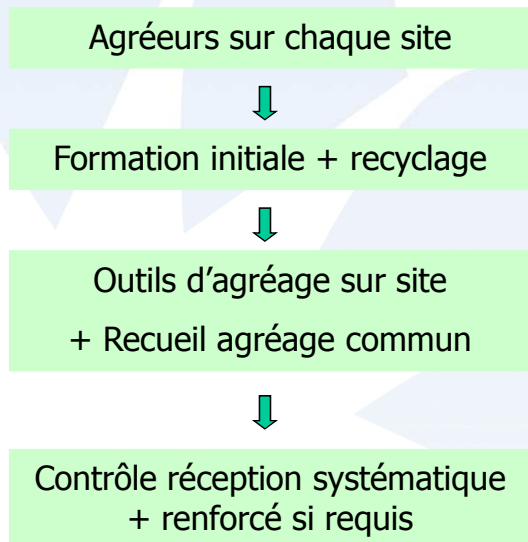 Agréeurs sur chaque site
Formation initiale + recyclage
Outils d’agréage sur site
+ Recueil agréage commun
Contrôle réception systématique
+ renforcé si requis